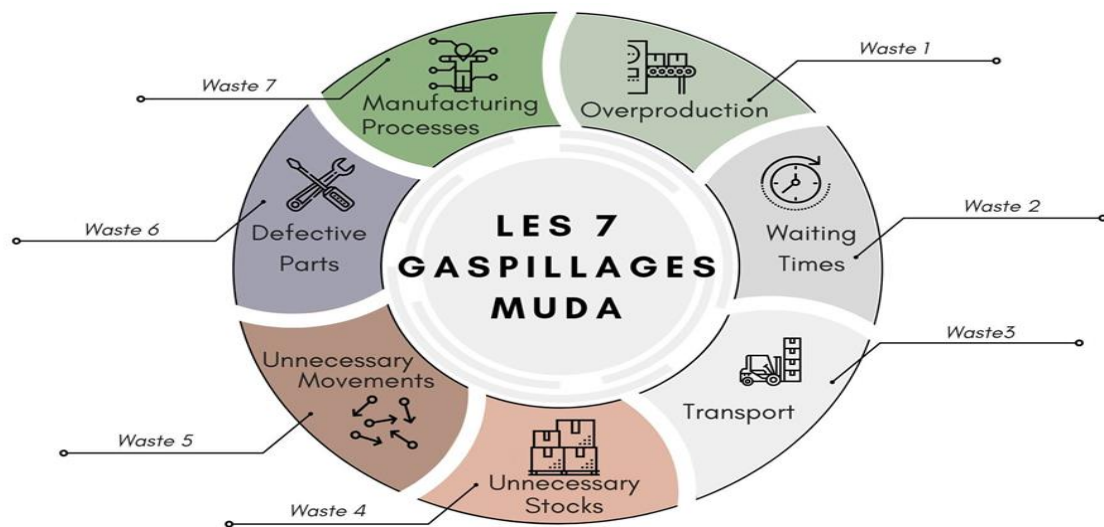 Waste 1
Overproduction
Waste 2
Waiting
Times
Waste3
Transport
Waste 4
Unnecessary
Stocks
Waste 5
Unnecessary
Movements
Waste 6
Defective
Parts
Waste 7
Manufacturing
Processes
LES 7
GASPILLAGES
MUDA